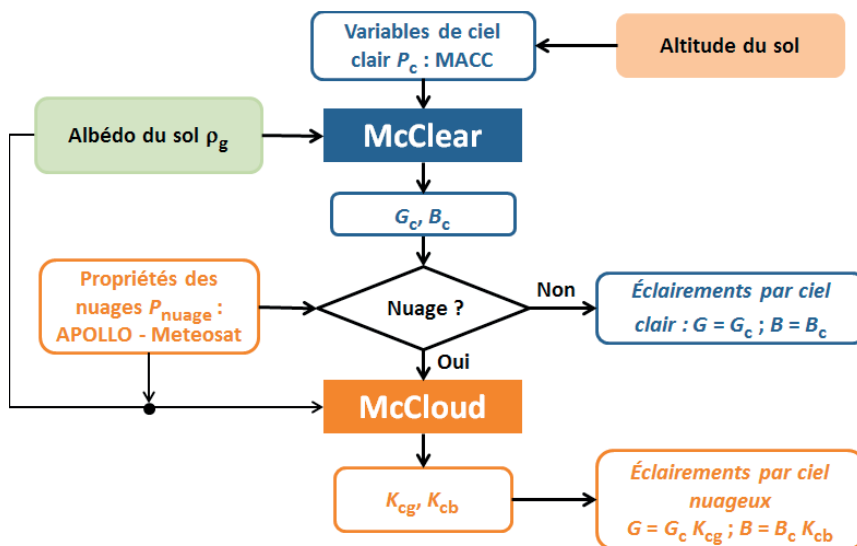 Variables de ciel
clair Pc : MACC
Altitude du sol
Albédo du sol ρg
McClear
Gc, Bc
Propriétés des
nuages Pnuage :
APOLLO - Meteosat
Nuage ?
Non
Éclairements par ciel
clair : G = Gc ; B = Bc
Oui
McCloud
Kcg, Kcb
Éclairements par ciel
nuageux
G = Gc Kcg ; B = Bc Kcb